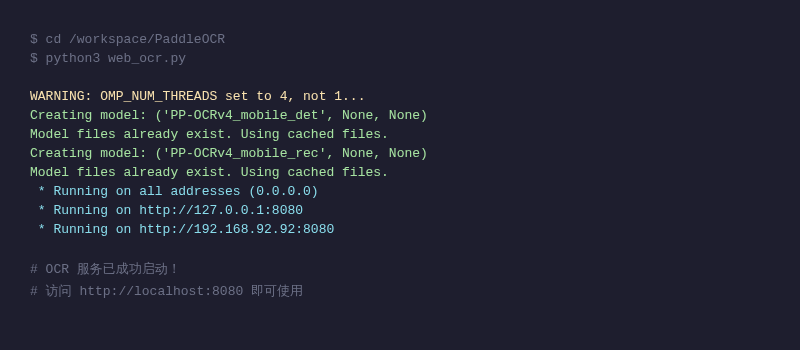 $ cd /workspace/PaddleOCR
$ python3 web_ocr.py
WARNING: OMP_NUM_THREADS set to 4, not 1...
Creating model: ('PP-OCRv4_mobile_det', None, None)
Model files already exist. Using cached files.
Creating model: ('PP-OCRv4_mobile_rec', None, None)
Model files already exist. Using cached files.
 * Running on all addresses (0.0.0.0)
 * Running on http://127.0.0.1:8080
 * Running on http://192.168.92.92:8080
# OCR 服务已成功启动！
# 访问 http://localhost:8080 即可使用